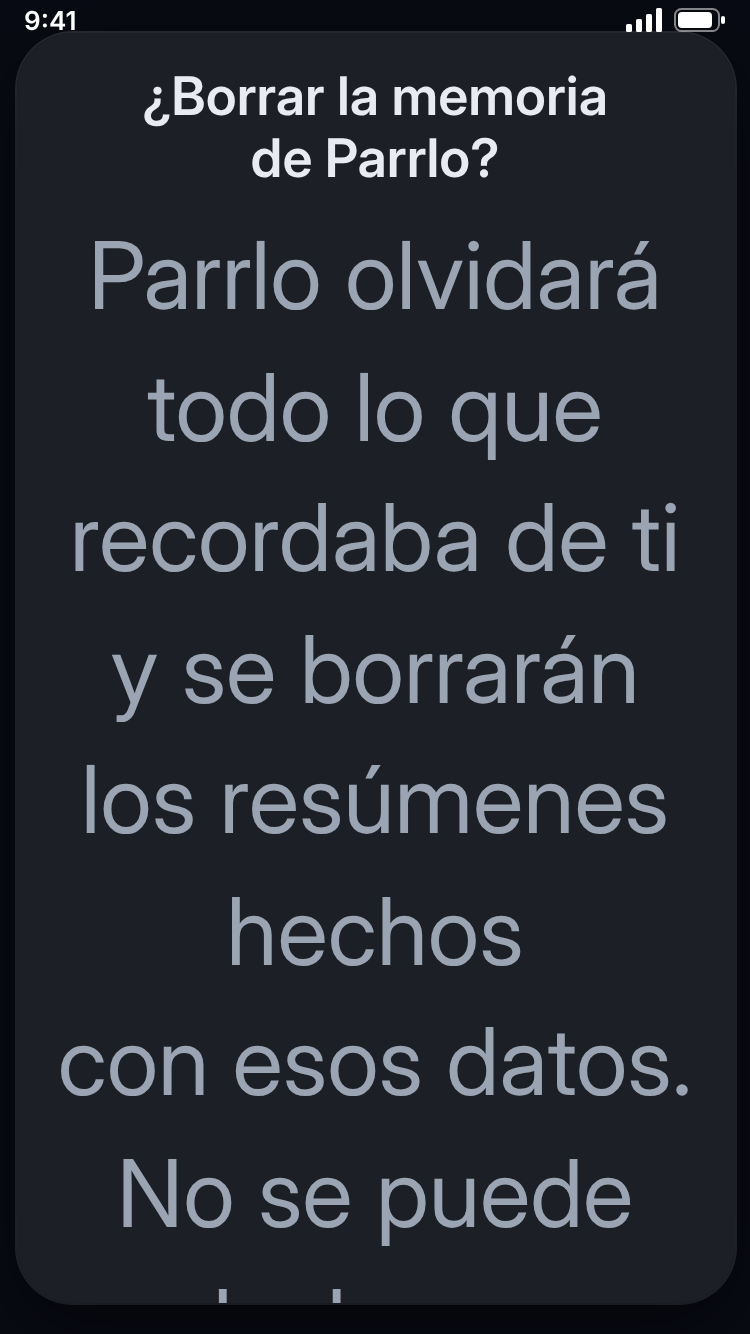 9:41
¿Borrar la memoria
de Parrlo?
Parrlo olvidará
todo lo que
recordaba de ti
y se borrarán
los resúmenes
hechos
con esos datos.
No se puede